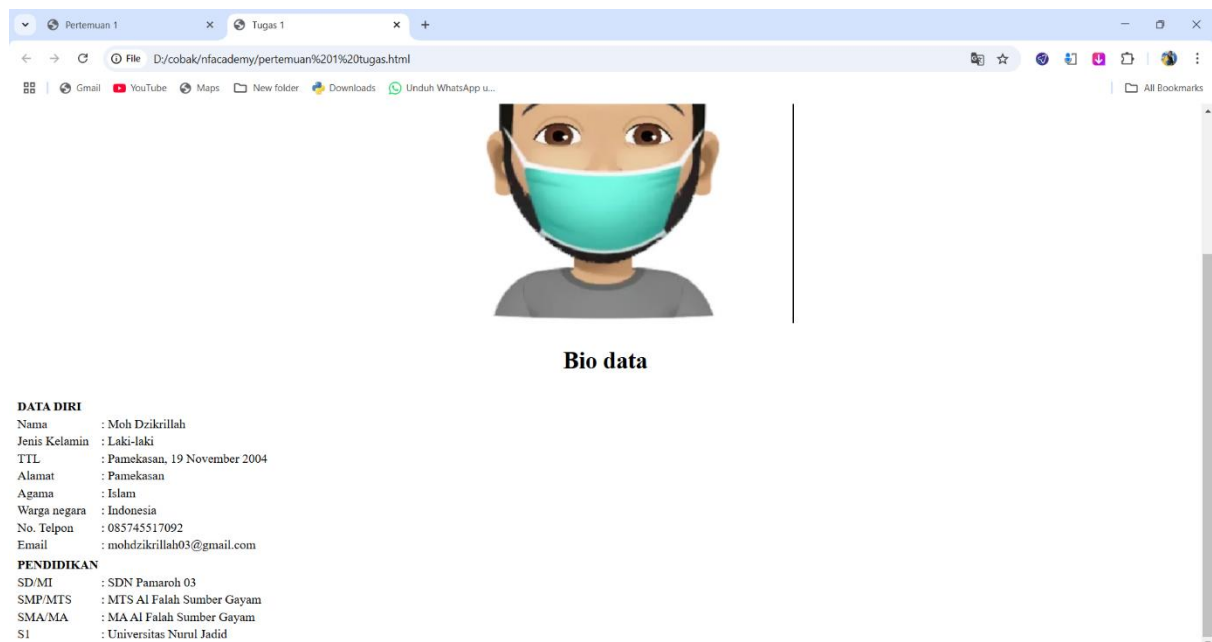 Pertemuan 1
Tugas 1
File D:/cobak/nfacademy/pertemuan%201%20tugas.html
Gmail YouTube Maps New folder Downloads Unduh WhatsApp u... All Bookmarks
Bio data
DATA DIRI
Nama : Moh Dzikrillah
Jenis Kelamin : Laki-laki
TTL : Pamekasan, 19 November 2004
Alamat : Pamekasan
Agama : Islam
Warga negara : Indonesia
No. Telpon : 085745517092
Email : mohdzikrillah03@gmail.com
PENDIDIKAN
SD/MI : SDN Pamaroh 03
SMP/MTS : MTS Al Falah Sumber Gayam
SMA/MA : MA Al Falah Sumber Gayam
S1 : Universitas Nurul Jadid